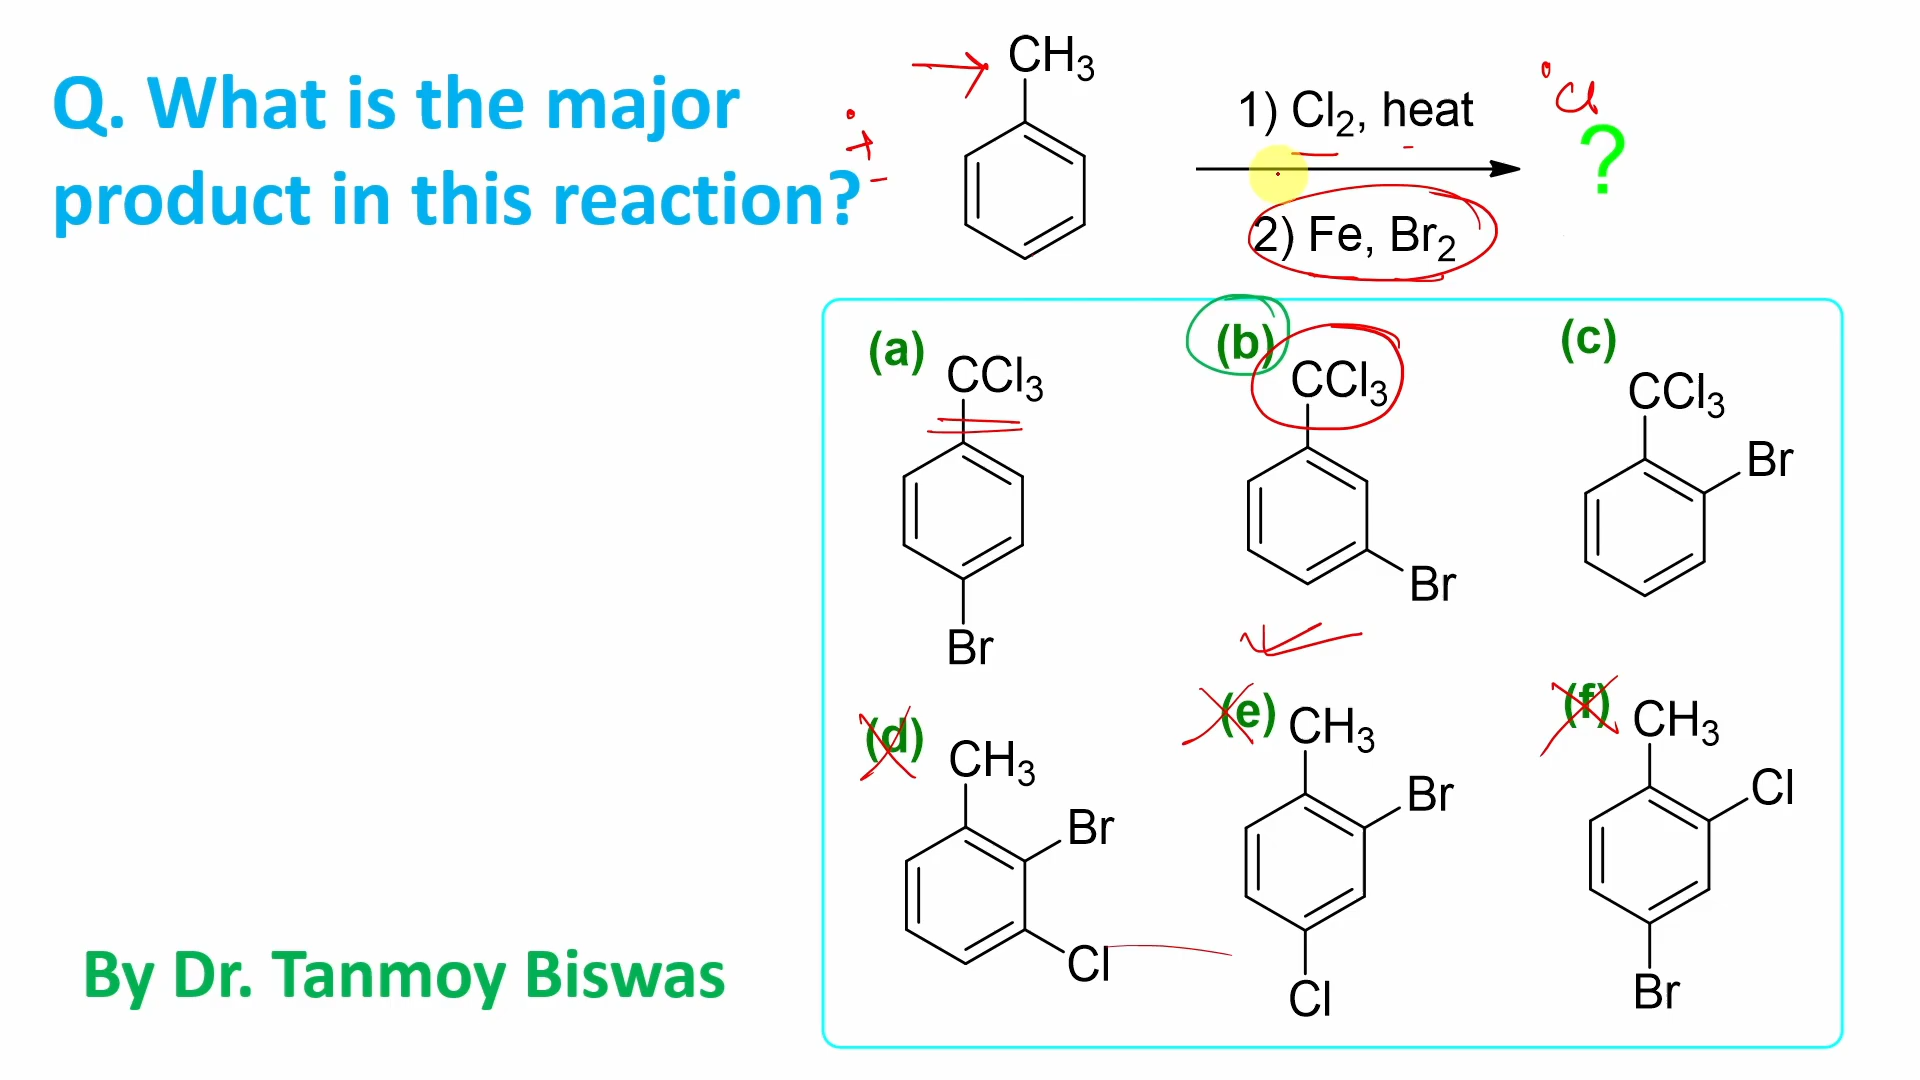 Q. What is the major
product in this reaction?
CH3
1) Cl2, heat
2) Fe, Br2
Cl
?
(a)
CCl3
Br
(b)
CCl3
Br
(c)
CCl3
Br
(d)
CH3
Br
Cl
(e)
CH3
Br
Cl
(f)
CH3
Cl
Br
By Dr. Tanmoy Biswas